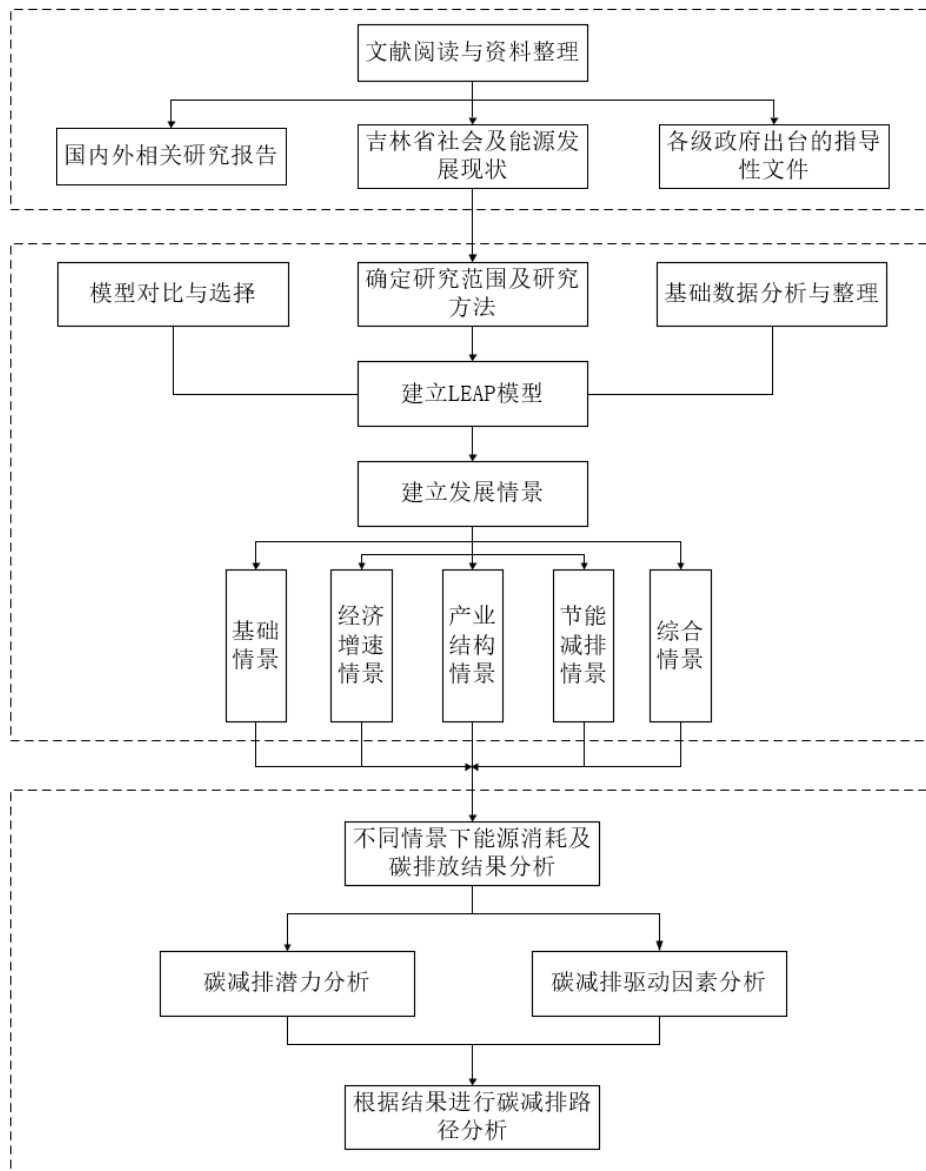 文献阅读与资料整理
国内外相关研究报告
吉林省社会及能源发
展现状
各级政府出台的指导
性文件
模型对比与选择
确定研究范围及研究
方法
基础数据分析与整理
建立LEAP模型
建立发展情景
基础
情景
经济
增速
情景
产业
结构
情景
节能
减排
情景
综合
情景
不同情景下能源消耗及
碳排放结果分析
碳减排潜力分析
碳减排驱动因素分析
根据结果进行碳减排路
径分析